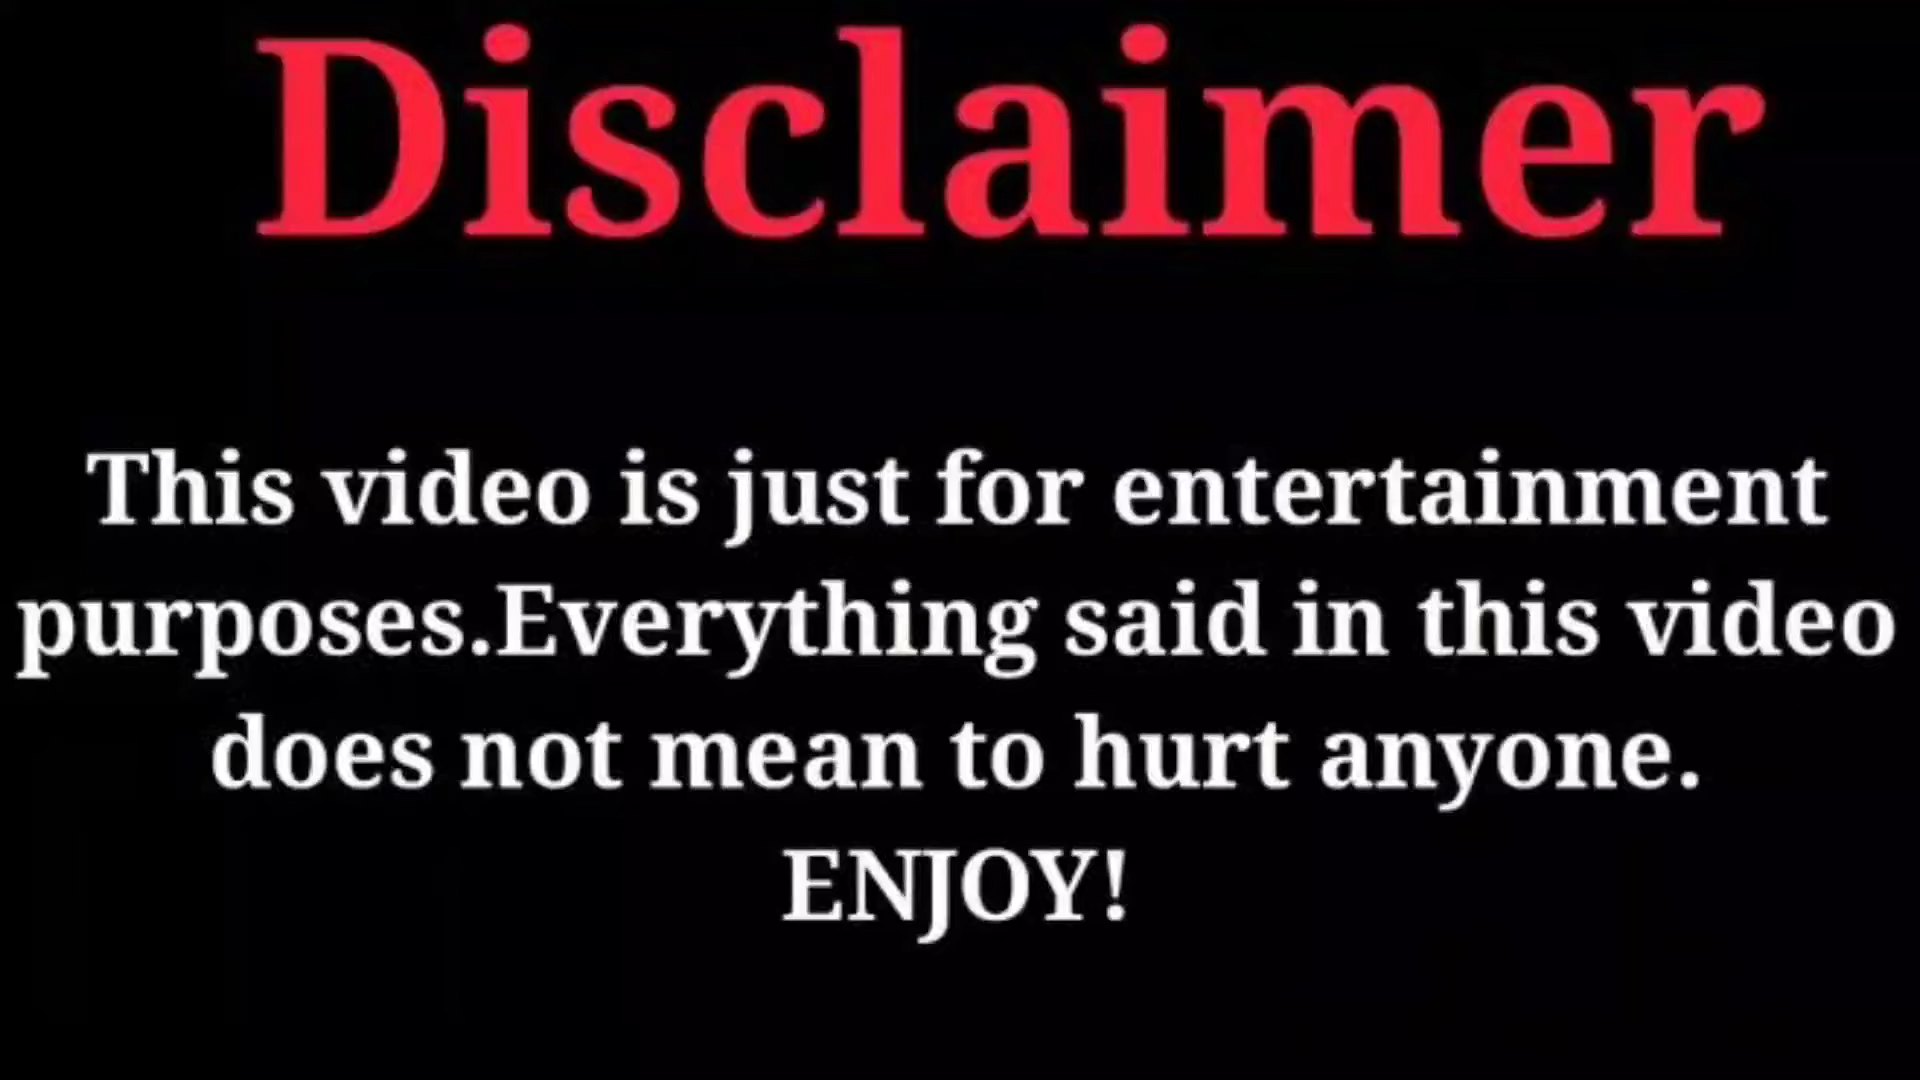 Disclaimer
This video is just for entertainment
purposes.Everything said in this video
does not mean to hurt anyone.
ENJOY!